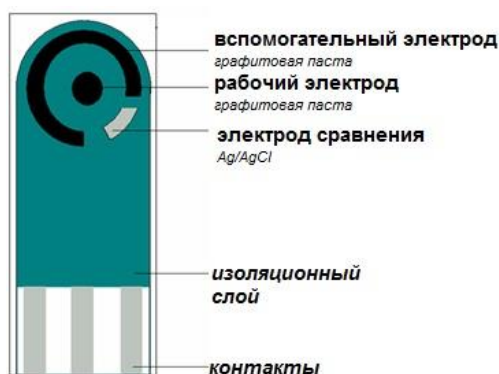 вспомогательный электрод
графитовая паста
рабочий электрод
графитовая паста
электрод сравнения
Ag/AgCl
изоляционный
слой
контакты